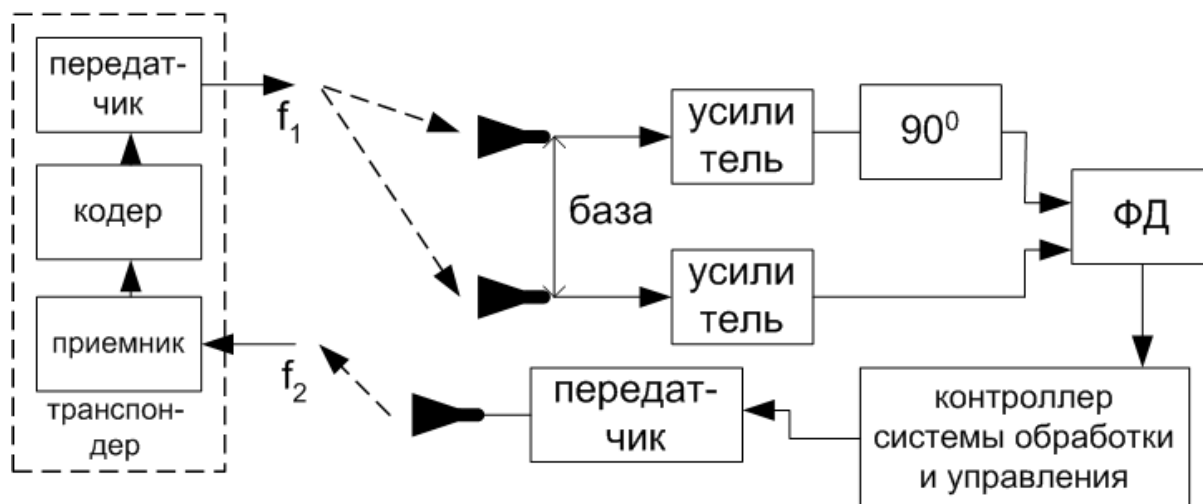 передат-
чик
f₁
кодер
приемник
f₂
транспон-
дер
усили
тель
90⁰
база
усили
тель
ФД
передат-
чик
контроллер
системы обработки
и управления